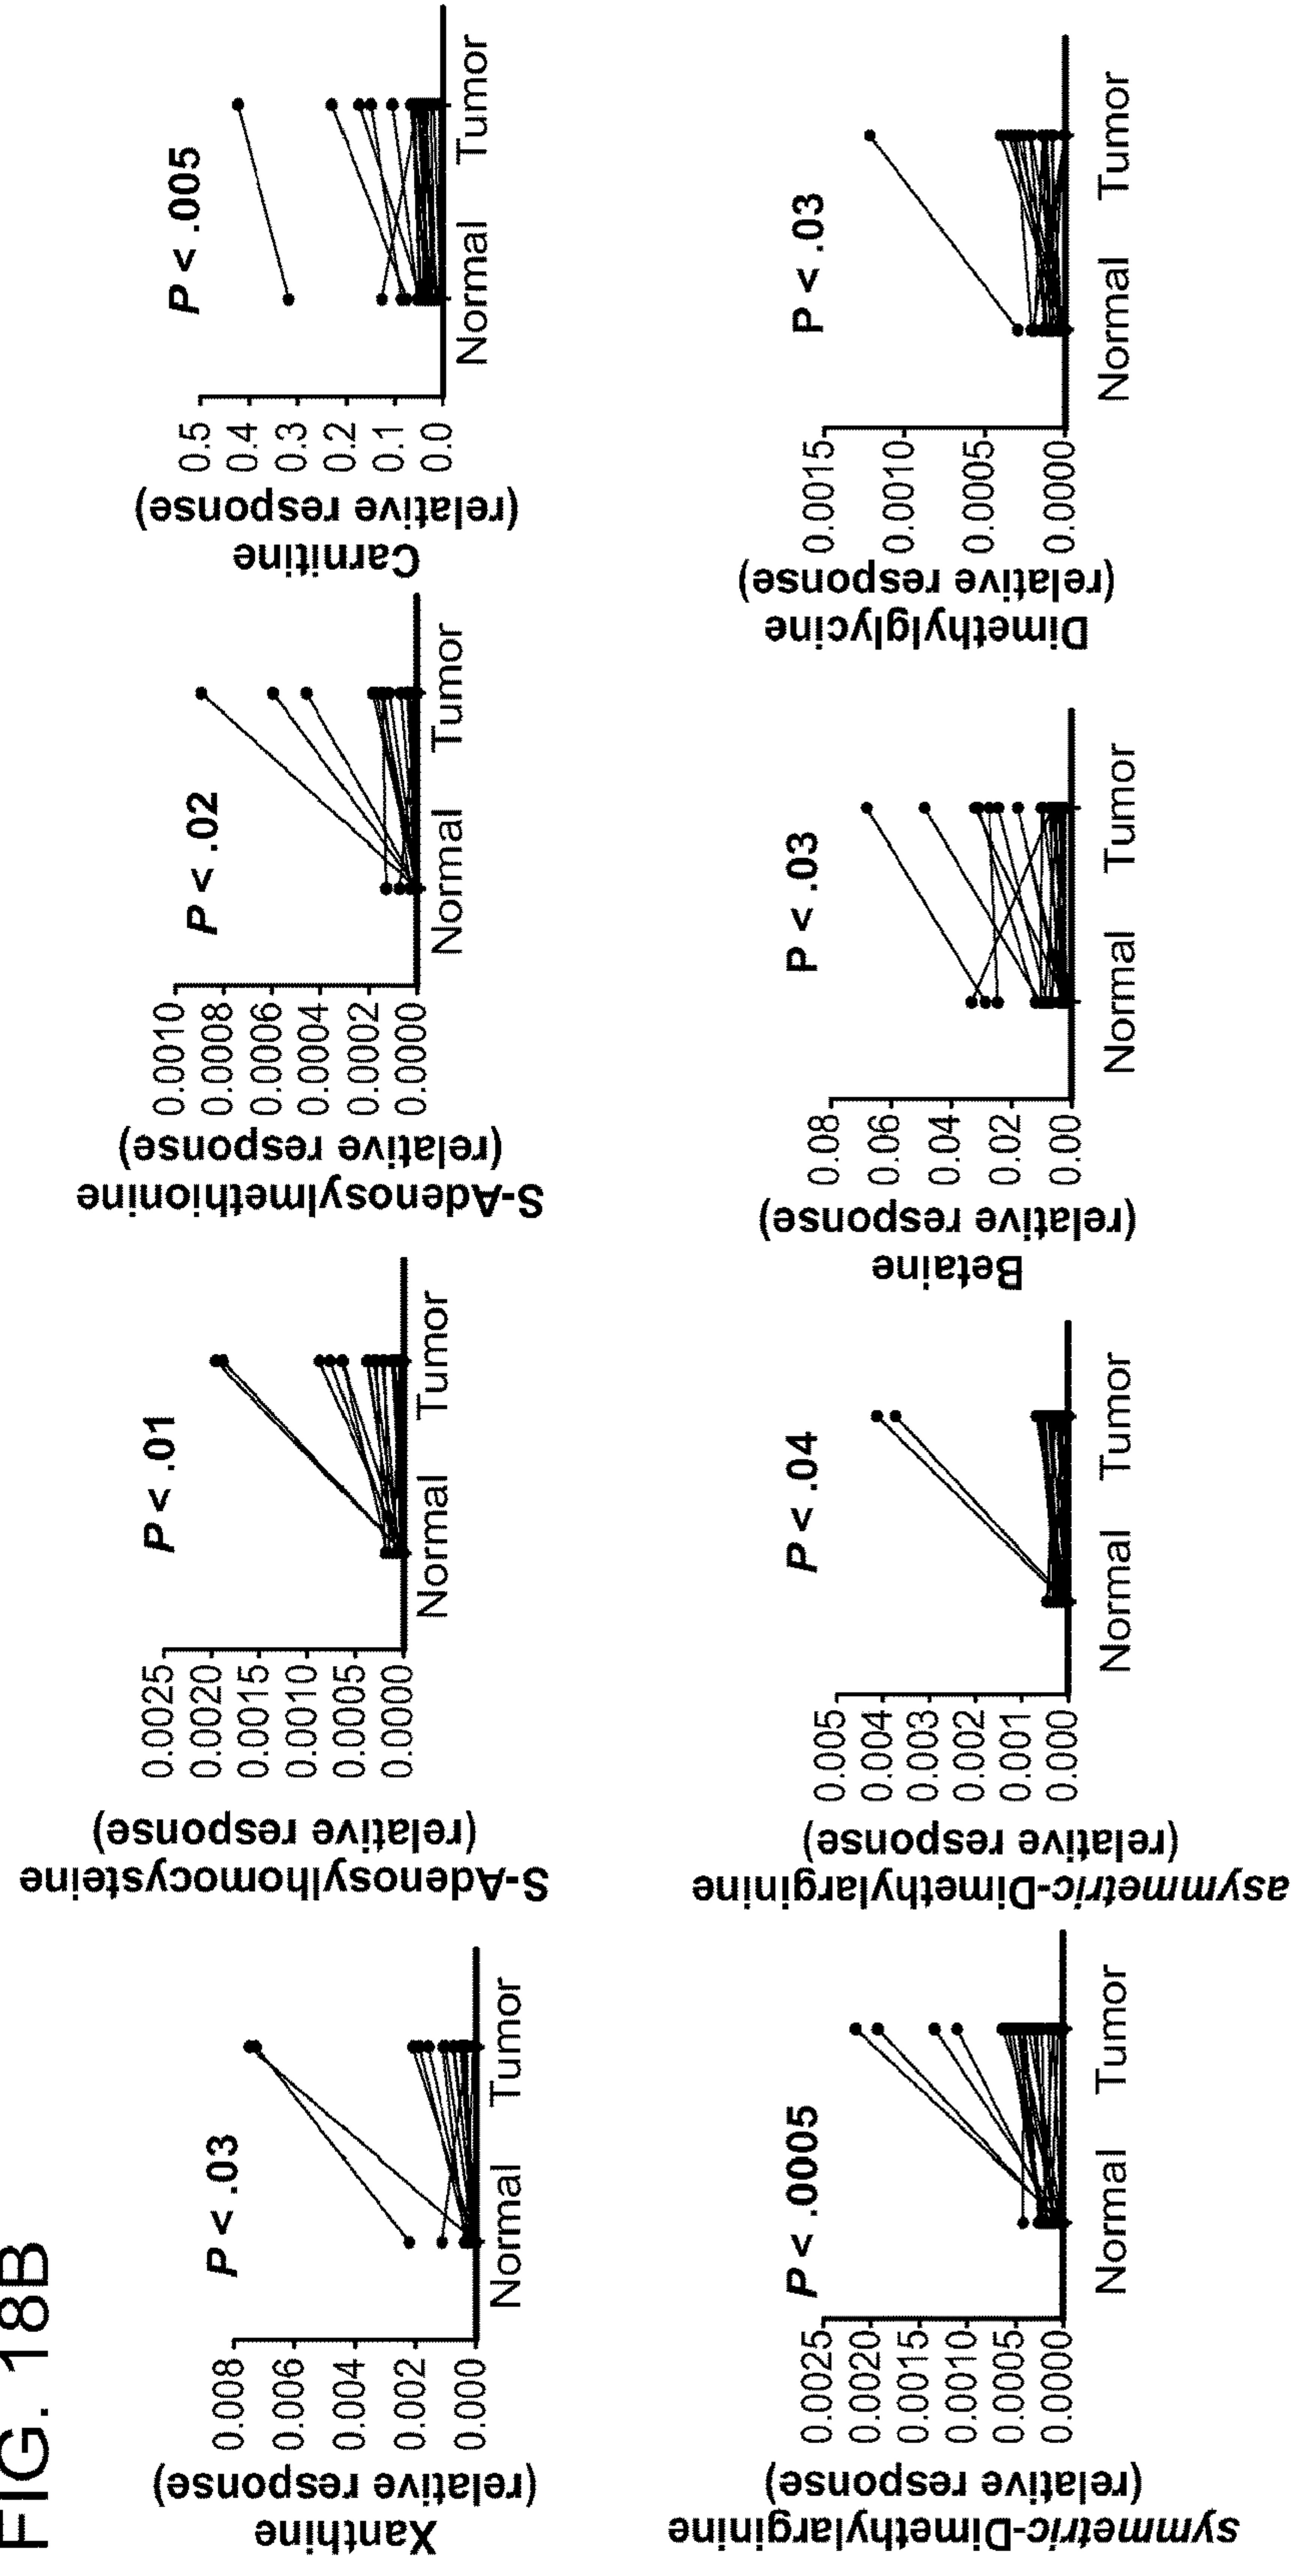 FIG. 18B
Xanthine
(relative response)
0.008
0.006
0.004
0.002
0.000
P < .03
Normal Tumor
S-Adenosylhomocysteine
(relative response)
0.0025
0.0020
0.0015
0.0010
0.0005
0.0000
P < .01
Normal Tumor
S-Adenosylmethionine
(relative response)
0.0010
0.0008
0.0006
0.0004
0.0002
0.0000
P < .02
Normal Tumor
Carnitine
(relative response)
0.5
0.4
0.3
0.2
0.1
0.0
P < .005
Normal Tumor
symmetric-Dimethylarginine
(relative response)
0.0025
0.0020
0.0015
0.0010
0.0005
0.0000
P < .0005
Normal Tumor
asymmetric-Dimethylarginine
(relative response)
0.005
0.004
0.003
0.002
0.001
0.000
P < .04
Normal Tumor
Betaine
(relative response)
0.08
0.06
0.04
0.02
0.00
P < .03
Normal Tumor
Dimethylglycine
(relative response)
0.0015
0.0010
0.0005
0.0000
P < .03
Normal Tumor